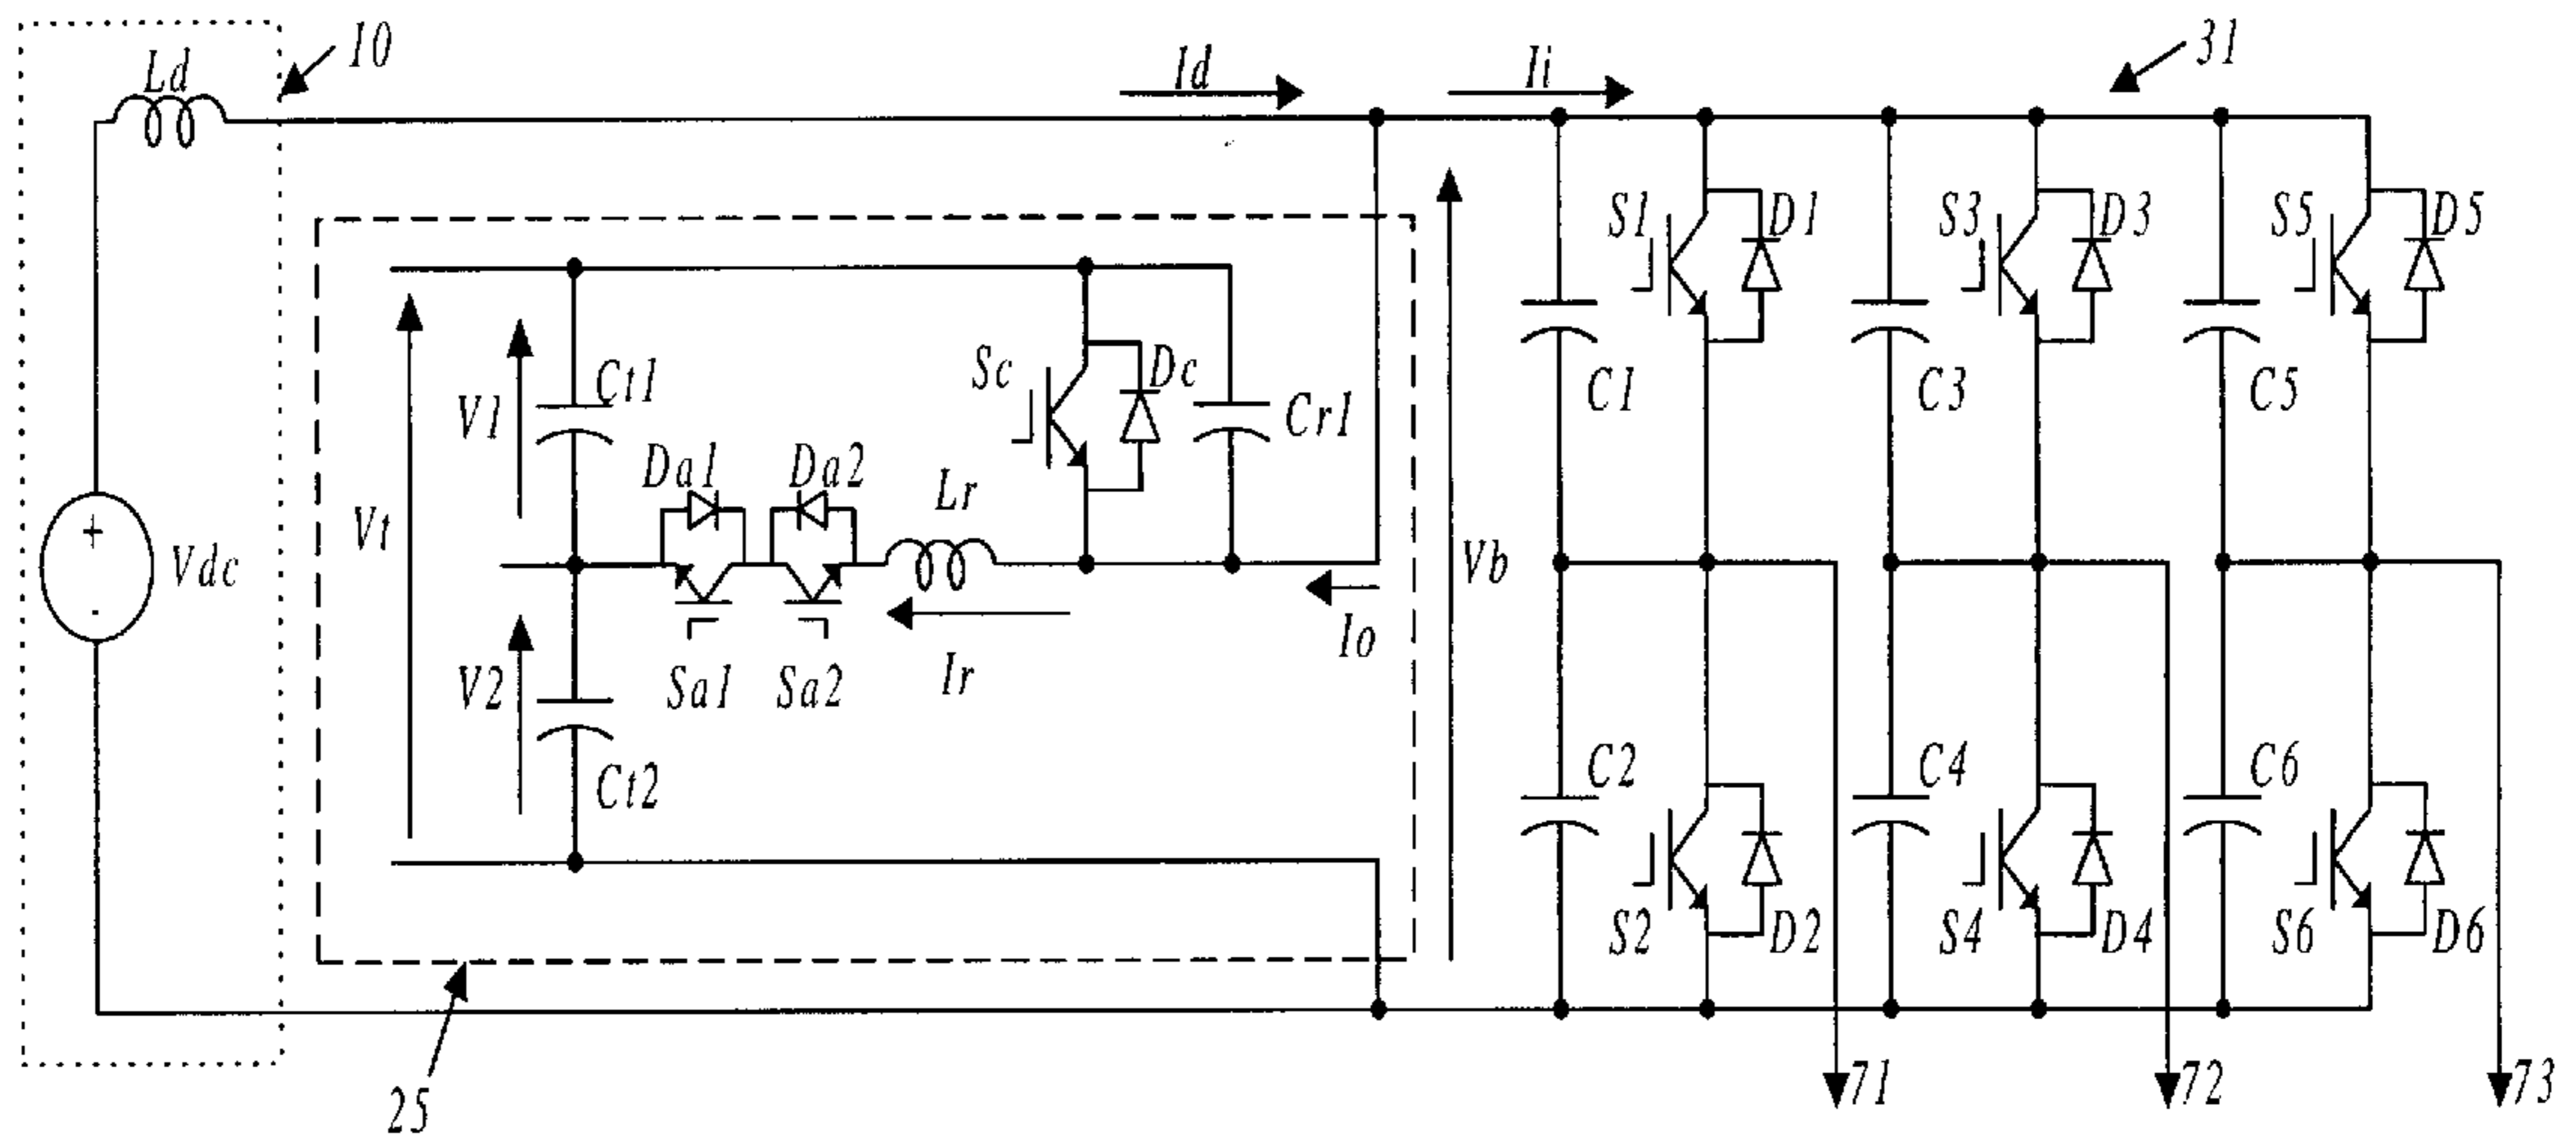 10
31
Ld
Id
Ii
S1
D1
S3
D3
S5
D5
Ct1
Sc
Dc
V1
Cr1
C1
C3
C5
Da1
Da2
Lr
Vt
+
-
Vdc
Vb
Io
V2
Sa1
Sa2
Ir
Ct2
C2
C4
C6
S2
D2
S4
D4
S6
D6
25
71
72
73